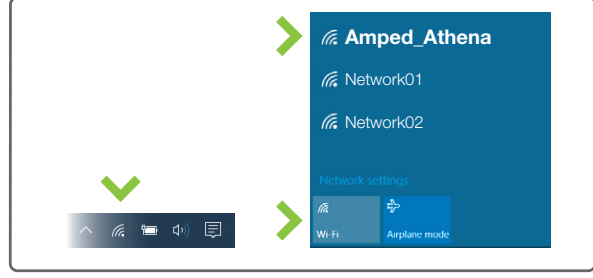 Amped_Athena
Network01
Network02
Network settings
Wi-Fi
Airplane mode